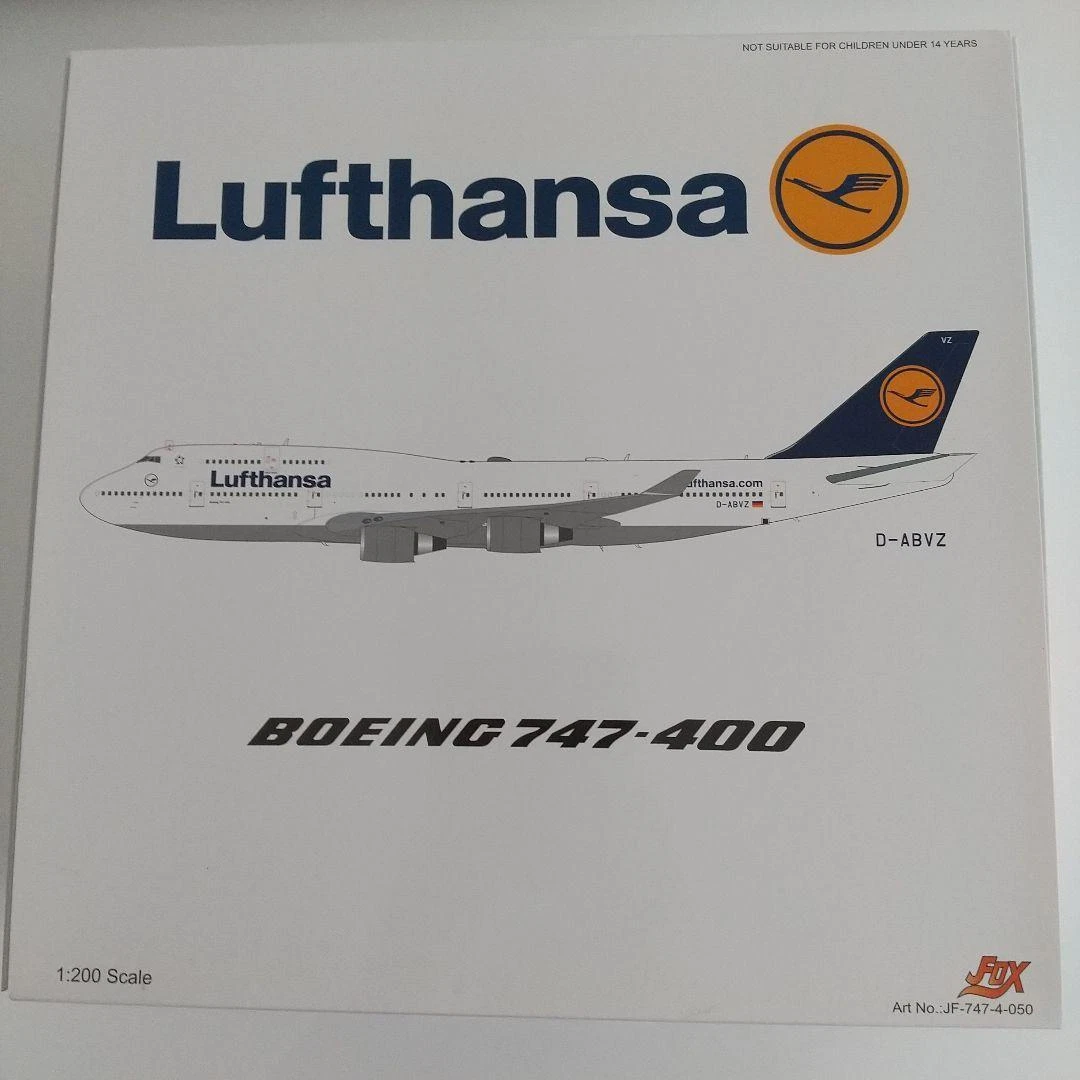 NOT SUITABLE FOR CHILDREN UNDER 14 YEARS
Lufthansa
VZ
Lufthansa
ufthansa.com
D-ABVZ
D-ABVZ
BOEING 747-400
1:200 Scale
JFOX
Art No.:JF-747-4-050